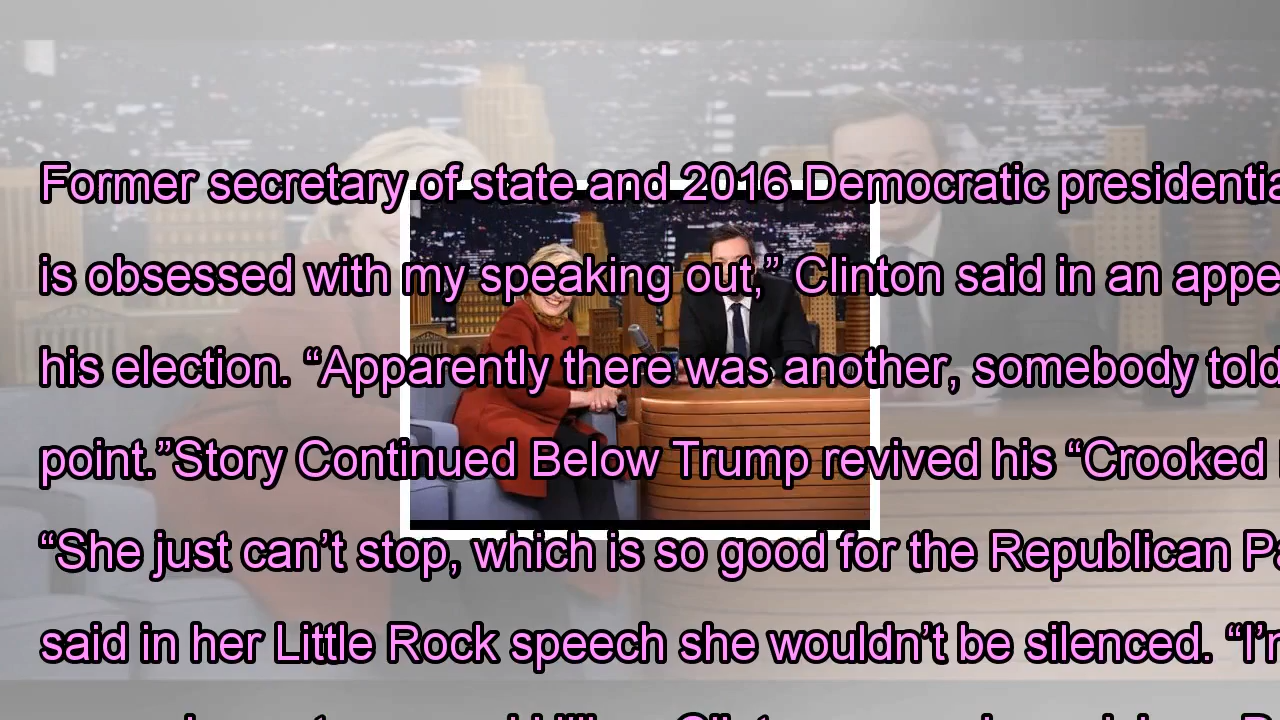 Former secretary of state and 2016 Democratic presidentia
is obsessed with my speaking out,” Clinton said in an appe
his election. “Apparently there was another, somebody told
point.”Story Continued Below Trump revived his “Crooked
“She just can’t stop, which is so good for the Republican Pa
said in her Little Rock speech she wouldn’t be silenced. “I’m